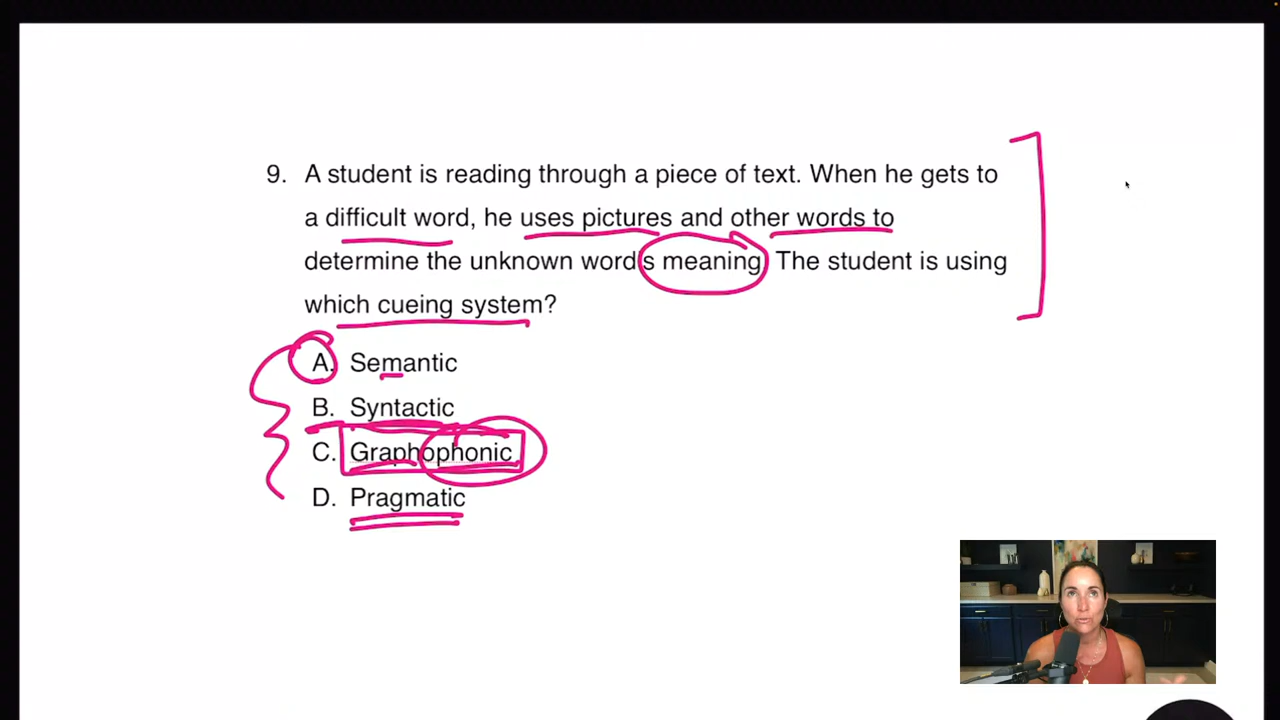 9. A student is reading through a piece of text. When he gets to
a difficult word, he uses pictures and other words to
determine the unknown word's meaning. The student is using
which cueing system?
A. Semantic
B. Syntactic
C. Graphophonic
D. Pragmatic